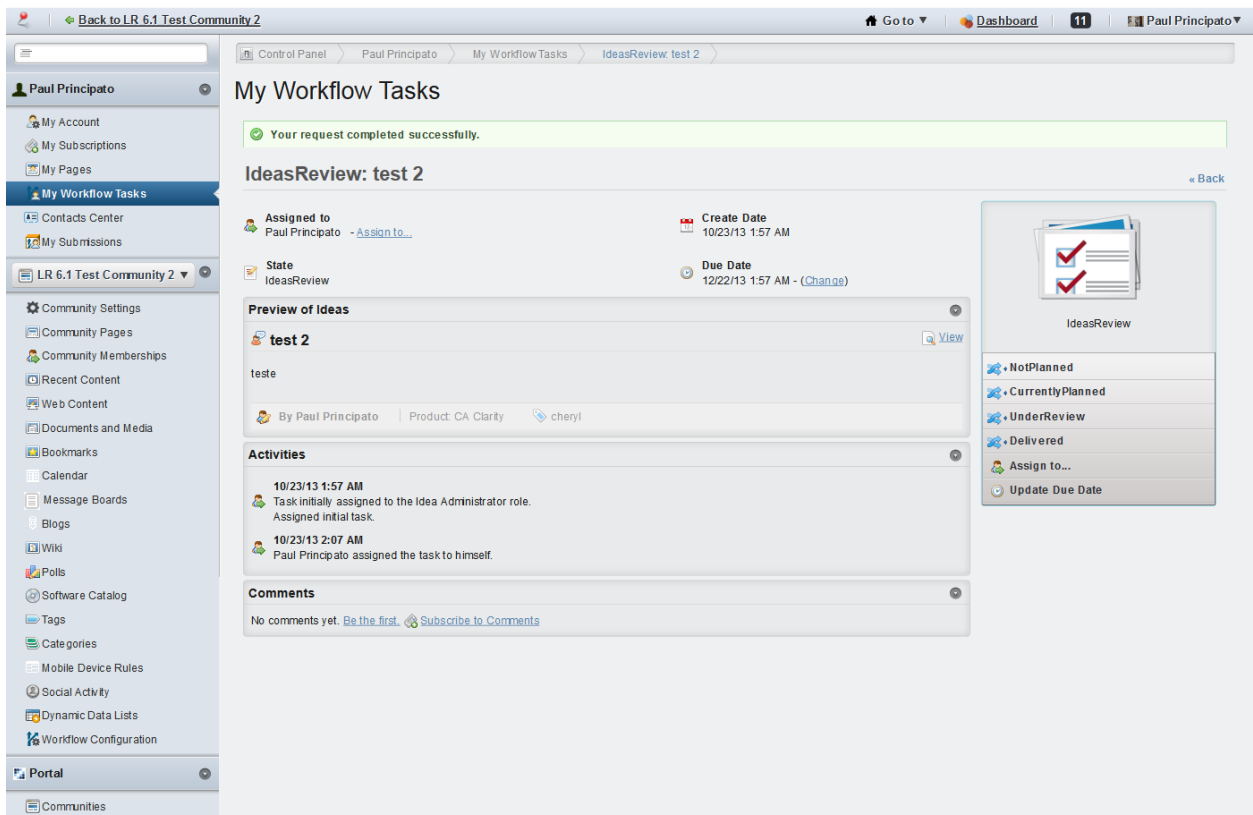 Back to LR 6.1 Test Community 2
Go to ▼
Dashboard
11
Paul Principato ▼
Control Panel
Paul Principato
My Workflow Tasks
IdeasReview: test 2
Paul Principato
My Account
My Subscriptions
My Pages
My Workflow Tasks
Contacts Center
My Submissions
LR 6.1 Test Community 2 ▼
Community Settings
Community Pages
Community Memberships
Recent Content
Web Content
Documents and Media
Bookmarks
Calendar
Message Boards
Blogs
Wiki
Polls
Software Catalog
Tags
Categories
Mobile Device Rules
Social Activity
Dynamic Data Lists
Workflow Configuration
Portal
Communities
My Workflow Tasks
Your request completed successfully.
IdeasReview: test 2
« Back
Assigned to
Paul Principato - Assign to...
Create Date
10/23/13 1:57 AM
State
IdeasReview
Due Date
12/22/13 1:57 AM - (Change)
Preview of Ideas
test 2
View
teste
By Paul Principato
Product: CA Clarity
cheryl
Activities
10/23/13 1:57 AM
Task initially assigned to the Idea Administrator role.
Assigned initial task.
10/23/13 2:07 AM
Paul Principato assigned the task to himself.
Comments
No comments yet. Be the first. Subscribe to Comments
IdeasReview
NotPlanned
CurrentlyPlanned
UnderReview
Delivered
Assign to...
Update Due Date